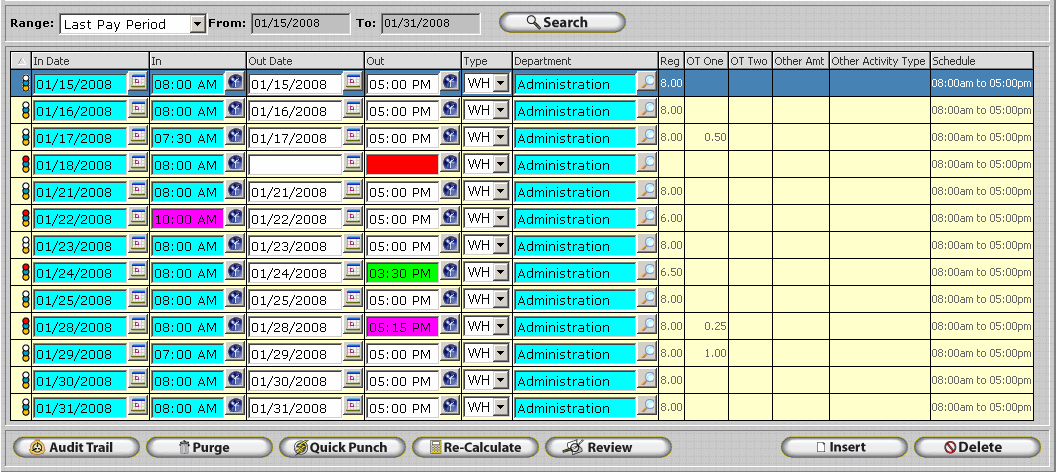 Range: Last Pay Period From: 01/15/2008 To: 01/31/2008 Search
In Date In Out Date Out Type Department Reg OT One OT Two Other Amt Other Activity Type Schedule
01/15/2008 08:00 AM 01/15/2008 05:00 PM WH Administration 8.00 08:00am to 05:00pm
01/16/2008 08:00 AM 01/16/2008 05:00 PM WH Administration 8.00 08:00am to 05:00pm
01/17/2008 07:30 AM 01/17/2008 05:00 PM WH Administration 8.00 0.50 08:00am to 05:00pm
01/18/2008 08:00 AM WH Administration 08:00am to 05:00pm
01/21/2008 08:00 AM 01/21/2008 05:00 PM WH Administration 8.00 08:00am to 05:00pm
01/22/2008 10:00 AM 01/22/2008 05:00 PM WH Administration 6.00 08:00am to 05:00pm
01/23/2008 08:00 AM 01/23/2008 05:00 PM WH Administration 8.00 08:00am to 05:00pm
01/24/2008 08:00 AM 01/24/2008 03:30 PM WH Administration 6.50 08:00am to 05:00pm
01/25/2008 08:00 AM 01/25/2008 05:00 PM WH Administration 8.00 08:00am to 05:00pm
01/28/2008 08:00 AM 01/28/2008 05:15 PM WH Administration 8.00 0.25 08:00am to 05:00pm
01/29/2008 07:00 AM 01/29/2008 05:00 PM WH Administration 8.00 1.00 08:00am to 05:00pm
01/30/2008 08:00 AM 01/30/2008 05:00 PM WH Administration 8.00 08:00am to 05:00pm
01/31/2008 08:00 AM 01/31/2008 05:00 PM WH Administration 8.00 08:00am to 05:00pm
Audit Trail Purge Quick Punch Re-Calculate Review Insert Delete